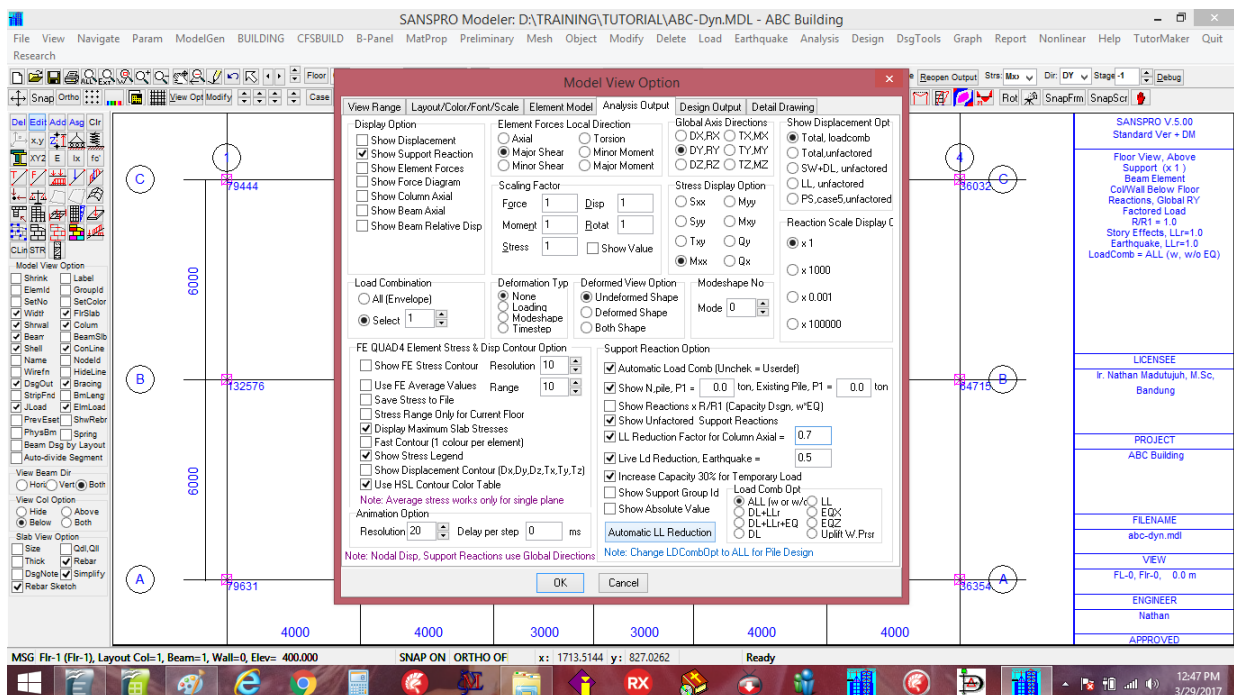 SANSPRO Modeler: D:\TRAINING\TUTORIAL\ABC-Dyn.MDL - ABC Building
File View Navigate Param ModelGen BUILDING CFSBUILD B-Panel MatProp Preliminary Mesh Object Modify Delete Load Earthquake Analysis Design DsgTools Graph Report Nonlinear Help TutorMaker Quit
Research
Floor
Reopen Output Strs: Mxx Dir: DY Stage -1 Debug
Snap Ortho View Opt Modify Case
Rot SnapFrm SnapScr
Del Edit Add Asg Clr
x,y
XY2 E Ix fc'
CLin STR
Model View Option
Shrink Label
ElemId GroupId
SetNo SetColor
Widtf FlrSlab
Shrwal Colum
Bearr BeamSlb
Shell ConLine
Name NodeId
Wirefn HideLine
DsgOut Bracing
StripFnd BmLeng
JLoad ElmLoad
PrevEset ShwRebr
PhysBm Spring
Beam Dsg by Layout
Auto-divide Segment
View Beam Dir
Hori Vert Both
View Col Option
Hide Above
Below Both
Slab View Option
Size Qdl,Qll
Thick Rebar
DsgNote Simplify
Rebar Sketch
1
4
C
79444
36032
C
6000
B
132576
64715
B
6000
A
79631
36354
A
4000 4000 3000 3000 4000 4000
Model View Option
View Range Layout/Color/Font/Scale Element Model Analysis Output Design Output Detail Drawing
Display Option
Show Displacement
Show Support Reaction
Show Element Forces
Show Force Diagram
Show Column Axial
Show Beam Axial
Show Beam Relative Disp
Element Forces Local Direction
Axial Torsion
Major Shear Minor Moment
Minor Shear Major Moment
Global Axis Directions
DX,RX TX,MX
DY,RY TY,MY
DZ,RZ TZ,MZ
Show Displacement Opt
Total, loadcomb
Total,unfactored
SW+DL, unfactored
LL, unfactored
PS,case5,unfactored
Scaling Factor
Force 1 Disp 1
Moment 1 Rotat 1
Stress 1 Show Value
Stress Display Option
Sxx Myy
Syy Mxy
Txy Qy
Mxx Qx
Reaction Scale Display C
x 1
x 1000
x 0.001
x 100000
Load Combination
All (Envelope)
Select 1
Deformation Typ
None
Loading
Modeshape
Timestep
Deformed View Option
Undeformed Shape
Deformed Shape
Both Shape
Modeshape No
Mode 0
FE QUAD4 Element Stress & Disp Contour Option
Show FE Stress Contour Resolution 10
Use FE Average Values Range 10
Save Stress to File
Stress Range Only for Current Floor
Display Maximum Slab Stresses
Fast Contour (1 colour per element)
Show Stress Legend
Show Displacement Contour (Dx,Dy,Dz,Tx,Ty,Tz)
Use HSL Contour Color Table
Note: Average stress works only for single plane
Animation Option
Resolution 20 Delay per step 0 ms
Note: Nodal Disp, Support Reactions use Global Directions
Support Reaction Option
Automatic Load Comb (Unchek = Userdef)
Show N,pile, P1 = 0.0 ton, Existing Pile, P1 = 0.0 ton
Show Reactions x R/R1 (Capacity Dsgn, w*EQ)
Show Unfactored Support Reactions
LL Reduction Factor for Column Axial = 0.7
Live Ld Reduction, Earthquake = 0.5
Increase Capacity 30% for Temporary Load
Show Support Group Id
Show Absolute Value
Automatic LL Reduction
Load Comb Opt
ALL (w or w/o LL
DL+LLr EQX
DL+LLr+EQ EQZ
DL Uplift W.Prsr
Note: Change LDCombOpt to ALL for Pile Design
OK Cancel
SANSPRO V.5.00
Standard Ver + DM
Floor View, Above
Support (x 1 )
Beam Element
Col/Wall Below Floor
Reactions, Global RY
Factored Load
R/R1 = 1.0
Story Effects, LLr=1.0
Earthquake, LLr=1.0
LoadComb = ALL (w, w/o EQ)
LICENSEE
Ir. Nathan Madutujuh, M.Sc,
Bandung
PROJECT
ABC Building
FILENAME
abc-dyn.mdl
VIEW
FL-0, Flr-0, 0.0 m
ENGINEER
Nathan
APPROVED
MSG Flr-1 (Flr-1), Layout Col=1, Beam=1, Wall=0, Elev= 400.000 SNAP ON ORTHO OF x: 1713.5144 y: 827.0262 Ready
RX
12:47 PM
3/29/2017